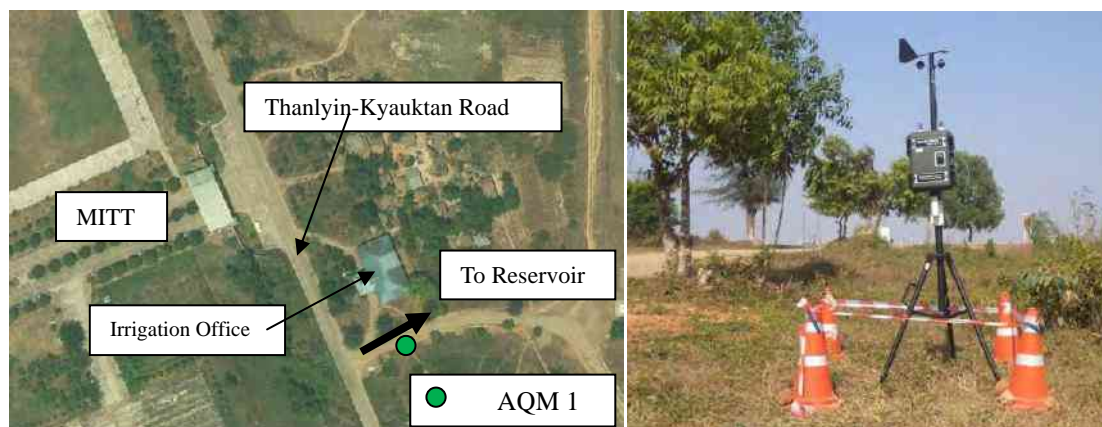 Thanlyin-Kyauktan Road
MITT
To Reservoir
Irrigation Office
AQM 1